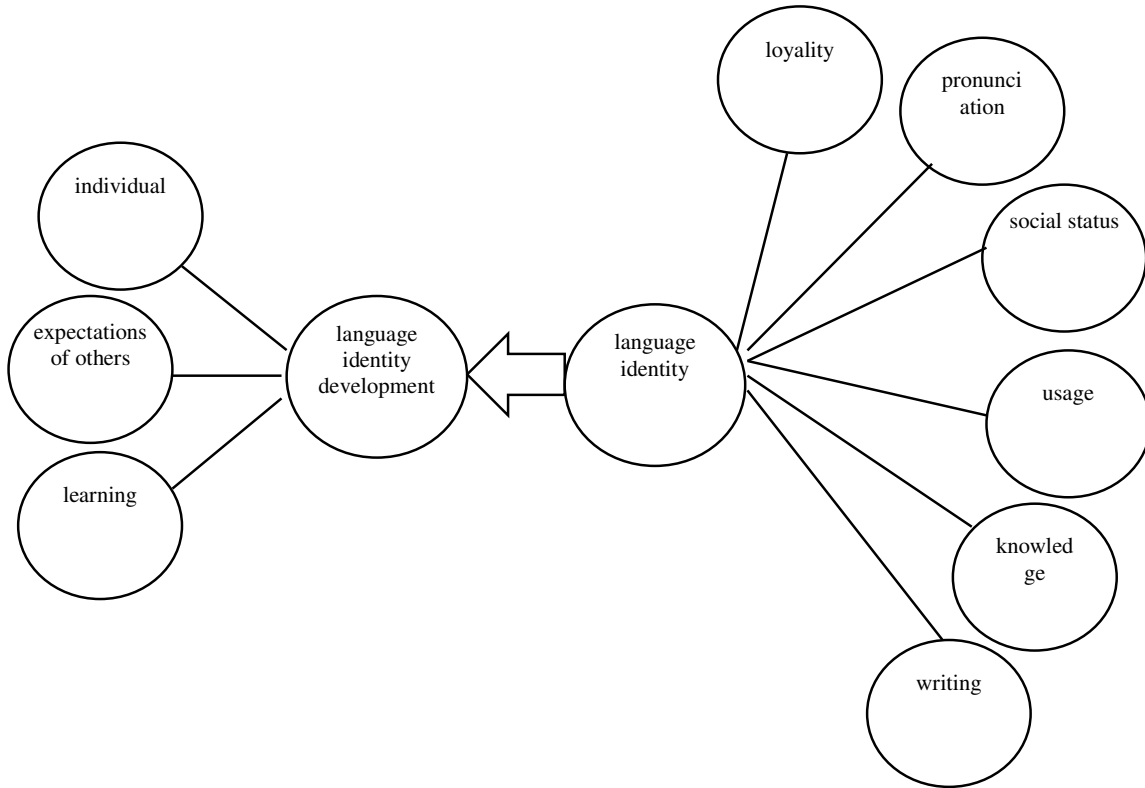 loyality
pronunci
ation
individual
social status
expectations
of others
language
identity
development
language
identity
usage
learning
knowled
ge
writing